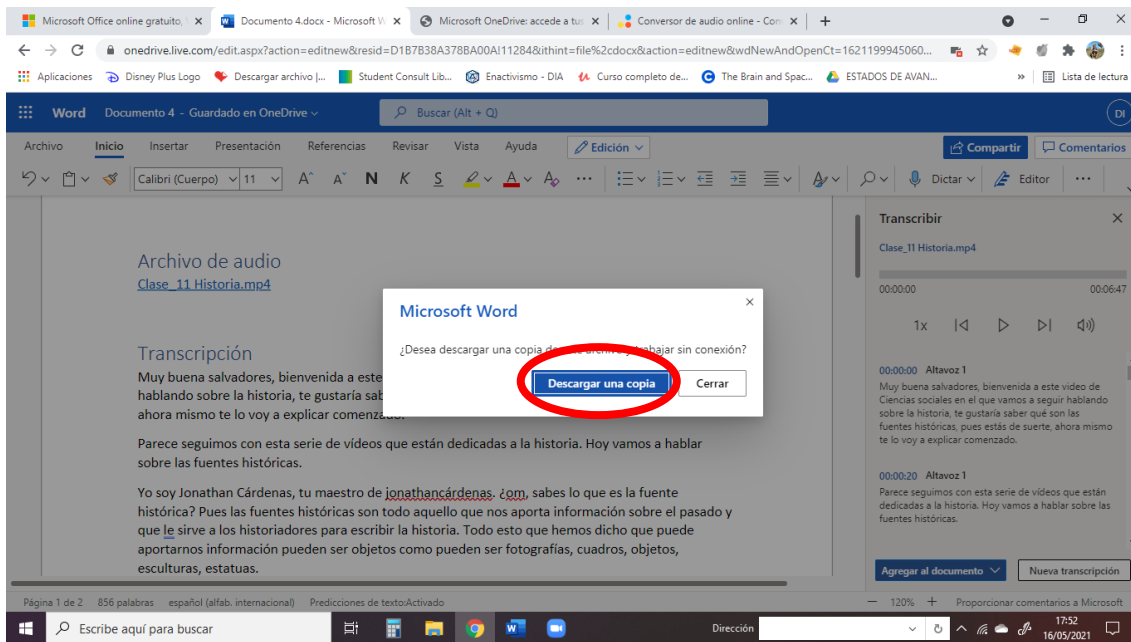 Microsoft Office online gratuito,
Documento 4.docx - Microsoft W
Microsoft OneDrive: accede a tus
Conversor de audio online - Con
onedrive.live.com/edit.aspx?action=editnew&resid=D1B7B38A378BA00A!11284&ithint=file%2cdocx&action=editnew&wdNewAndOpenCt=1621199945060...
Aplicaciones Disney Plus Logo Descargar archivo |... Student Consult Lib... Enactivismo - DIA Curso completo de... The Brain and Spac... ESTADOS DE AVAN... » Lista de lectura
Word Documento 4 - Guardado en OneDrive Buscar (Alt + Q) DI
Archivo Inicio Insertar Presentación Referencias Revisar Vista Ayuda Edición Compartir Comentarios
Calibri (Cuerpo) 11 A A N K S A A ... Dictar Editor ...
Archivo de audio
Clase_11 Historia.mp4
Transcripción
Muy buena salvadores, bienvenida a este
hablando sobre la historia, te gustaría sab
ahora mismo te lo voy a explicar comenzado.
Parece seguimos con esta serie de vídeos que están dedicadas a la historia. Hoy vamos a hablar
sobre las fuentes históricas.
Yo soy Jonathan Cárdenas, tu maestro de jonathancárdenas. ¿om, sabes lo que es la fuente
histórica? Pues las fuentes históricas son todo aquello que nos aporta información sobre el pasado y
que le sirve a los historiadores para escribir la historia. Todo esto que hemos dicho que puede
aportarnos información pueden ser objetos como pueden ser fotografías, cuadros, objetos,
esculturas, estatuas.
Microsoft Word
¿Desea descargar una copia de este archivo y trabajar sin conexión?
Descargar una copia Cerrar
Transcribir
Clase_11 Historia.mp4
00:00:00 00:06:47
1x
00:00:00 Altavoz 1
Muy buena salvadores, bienvenida a este video de
Ciencias sociales en el que vamos a seguir hablando
sobre la historia, te gustaría saber qué son las
fuentes históricas, pues estás de suerte, ahora mismo
te lo voy a explicar comenzado.
00:00:20 Altavoz 1
Parece seguimos con esta serie de vídeos que están
dedicadas a la historia. Hoy vamos a hablar sobre las
fuentes históricas.
Agregar al documento Nueva transcripción
Página 1 de 2 856 palabras español (alfab. internacional) Predicciones de texto:Activado 120% Proporcionar comentarios a Microsoft
Escribe aquí para buscar
Dirección
17:52
16/05/2021